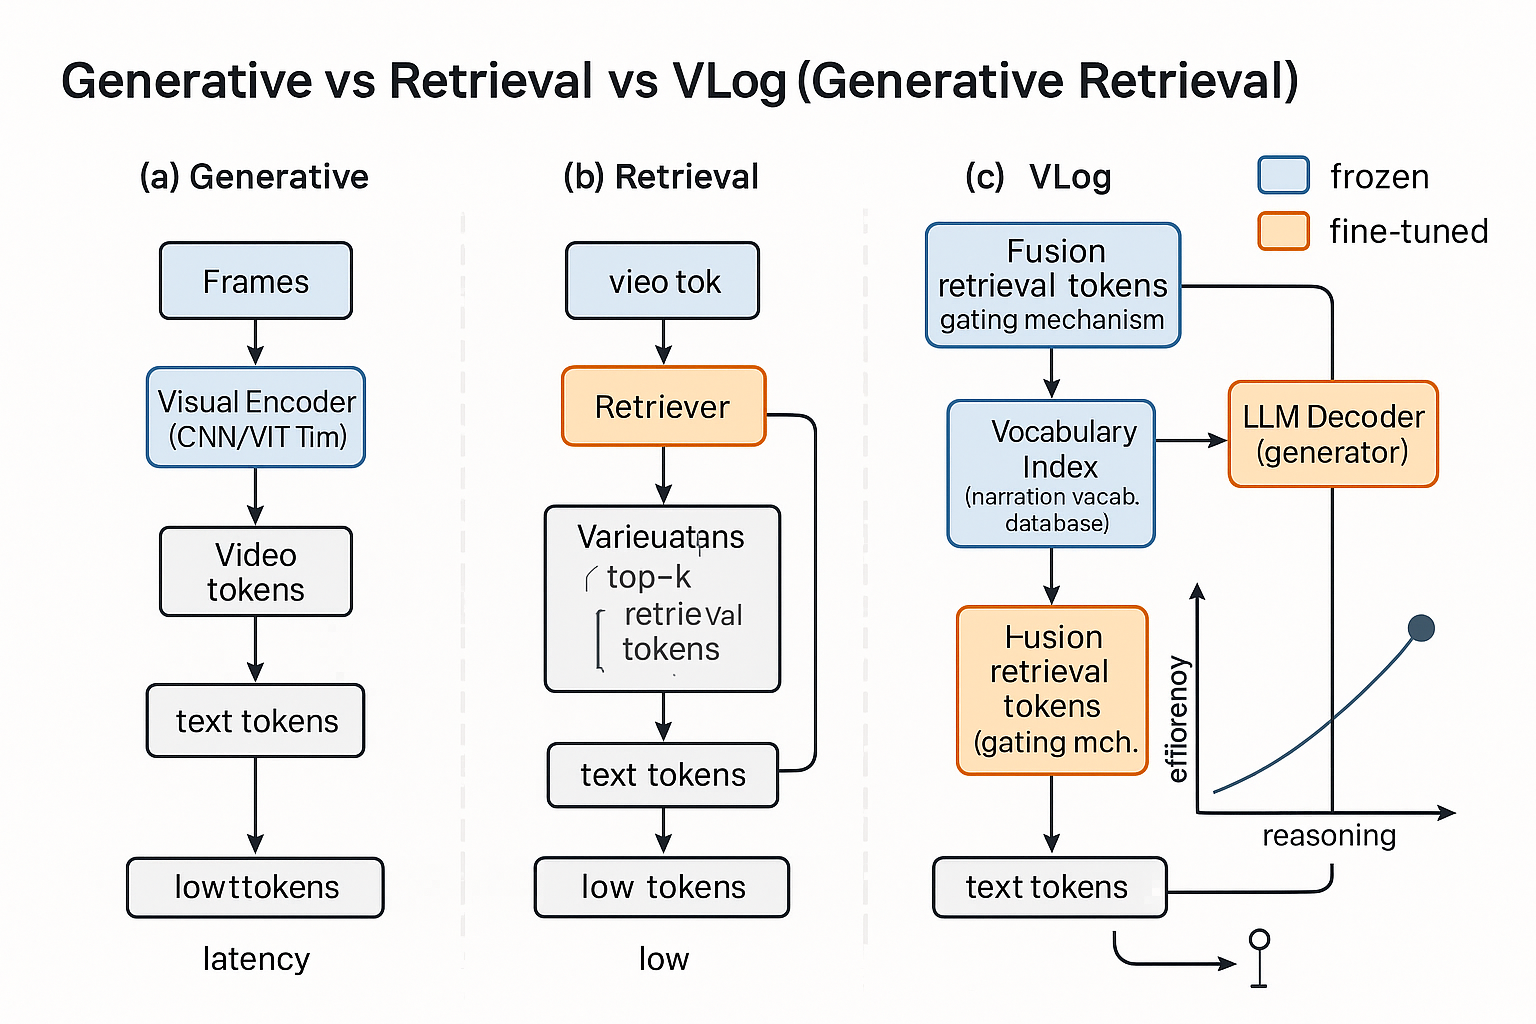 Generative vs Retrieval vs VLog (Generative Retrieval)
(a) Generative
Frames
Visual Encoder
(CNN/VIT Tim)
Video
tokens
text tokens
lowttokens
latency
(b) Retrieval
vieo tok
Retriever
Varieuatans
top-k
retrieval
tokens
text tokens
low tokens
low
(c) VLog
Fusion
retrieval tokens
gating mechanism
Vocabulary
Index
(narration vacab.
database)
LLM Decoder
(generator)
Fusion
retrieval
tokens
(gating mch.
text tokens
frozen
fine-tuned
effiorenoy
reasoning